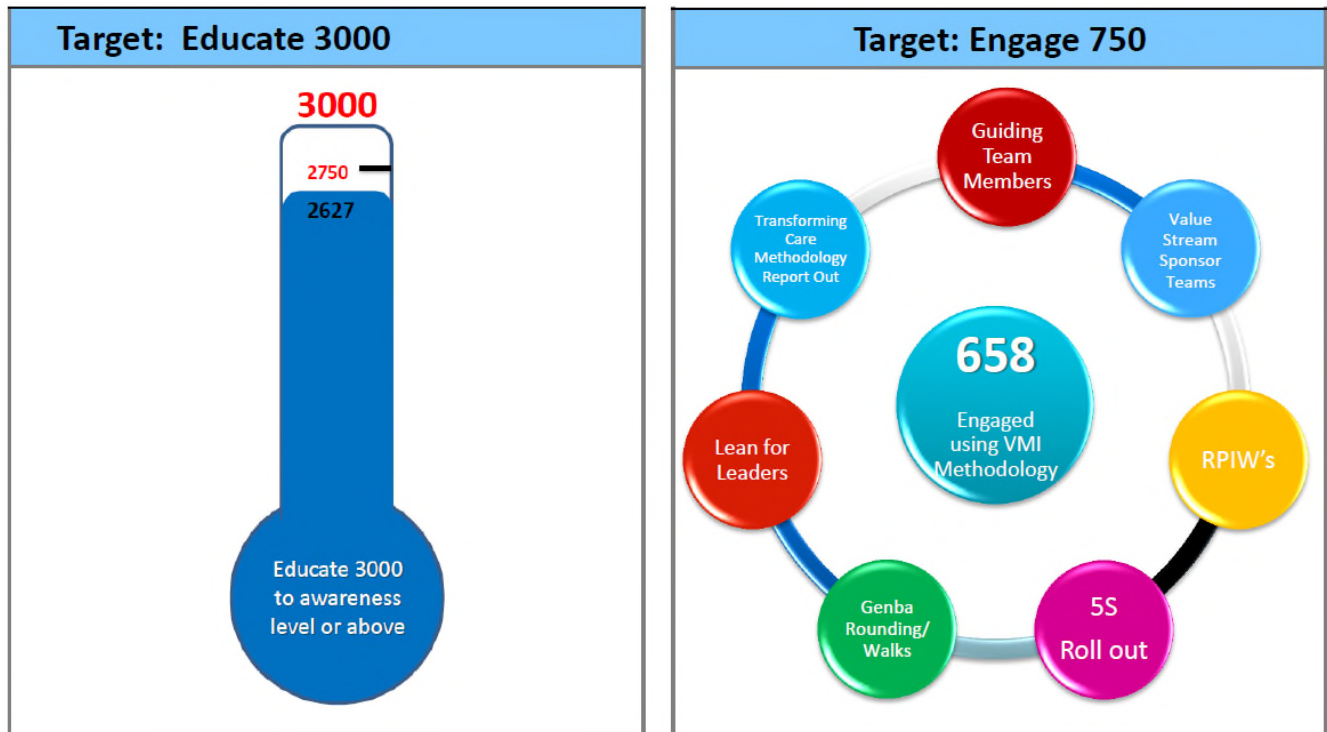 Target: Educate 3000
3000
2750
2627
Educate 3000
to awareness
level or above
Target: Engage 750
Guiding
Team
Members
Value
Stream
Sponsor
Teams
RPIW's
5S
Roll out
Genba
Rounding/
Walks
Lean for
Leaders
Transforming
Care
Methodology
Report Out
658
Engaged
using VMI
Methodology